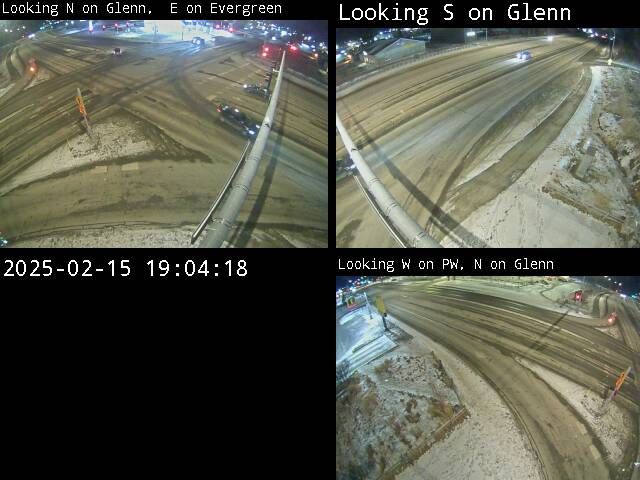 Looking N on Glenn,  E on Evergreen
Looking S on Glenn
2025-02-15 19:04:18
Looking W on PW, N on Glenn